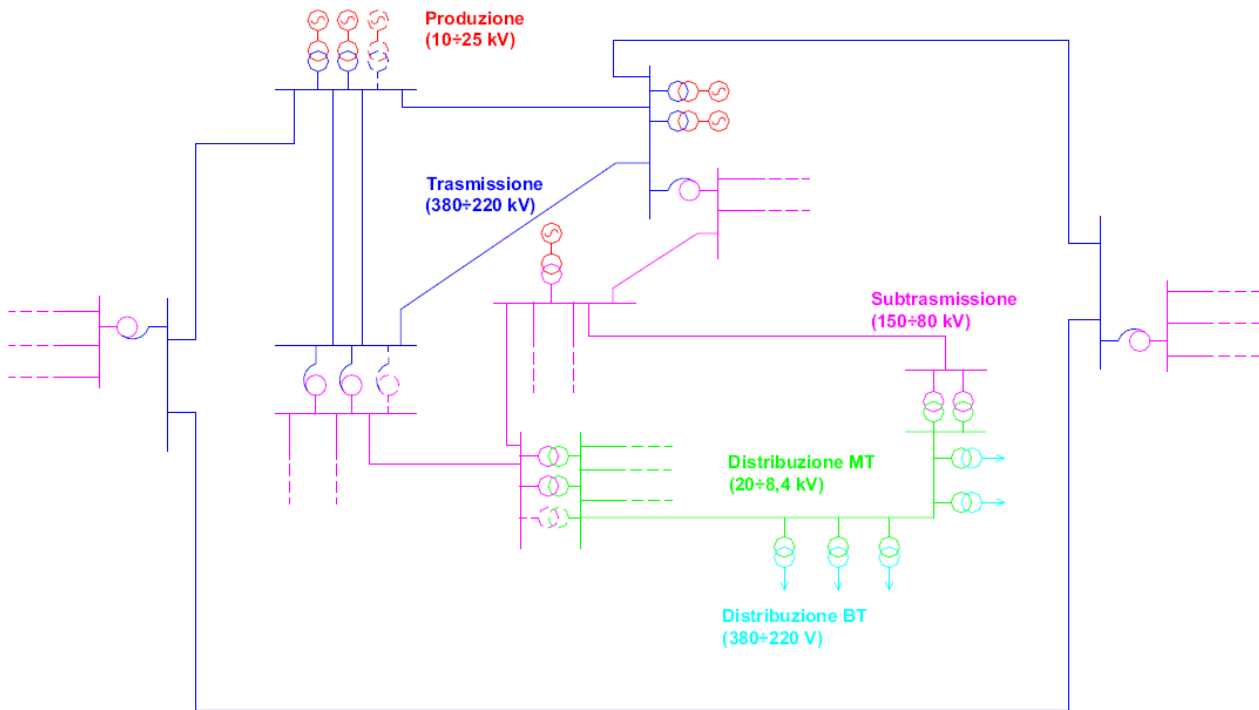 Produzione
(10÷25 kV)
Trasmissione
(380÷220 kV)
Subtrasmissione
(150÷80 kV)
Distribuzione MT
(20÷8,4 kV)
Distribuzione BT
(380÷220 V)